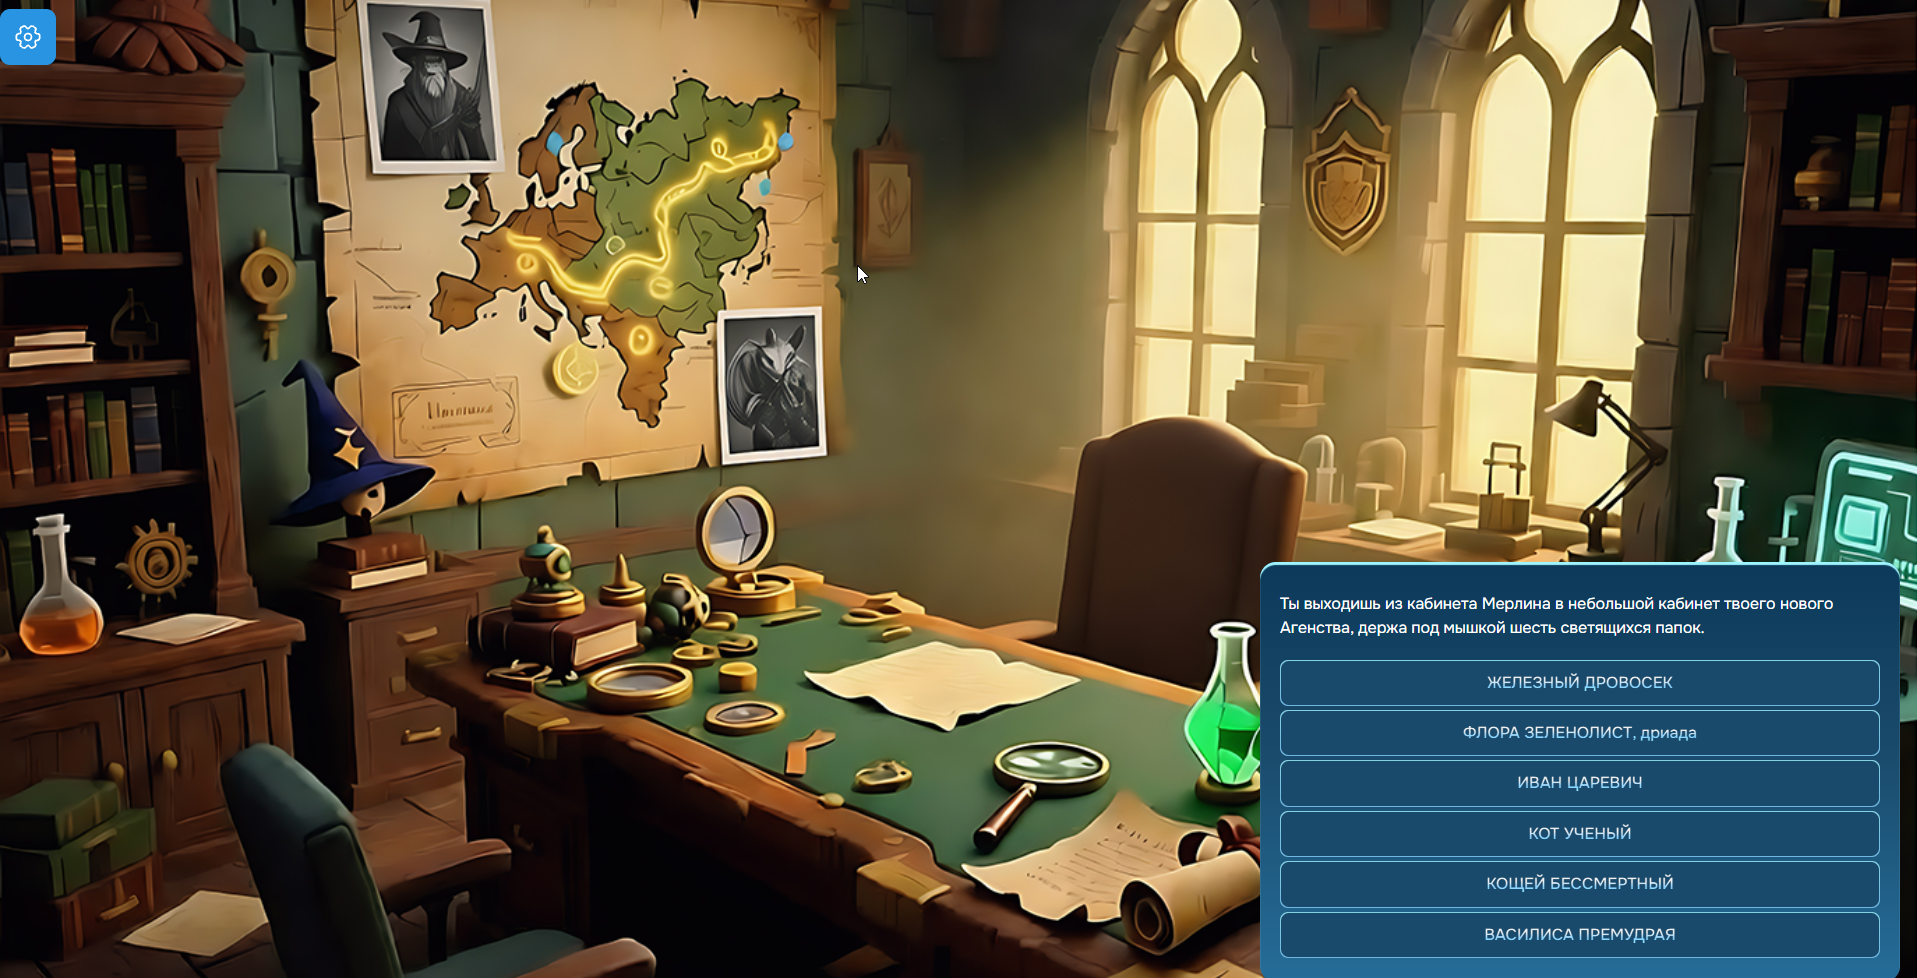 Ты выходишь из кабинета Мерлина в небольшой кабинет твоего нового
Агенства, держа под мышкой шесть светящихся папок.
ЖЕЛЕЗНЫЙ ДРОВОСЕК
ФЛОРА ЗЕЛЕНОЛИСТ, дриада
ИВАН ЦАРЕВИЧ
КОТ УЧЕНЫЙ
КОЩЕЙ БЕССМЕРТНЫЙ
ВАСИЛИСА ПРЕМУДРАЯ